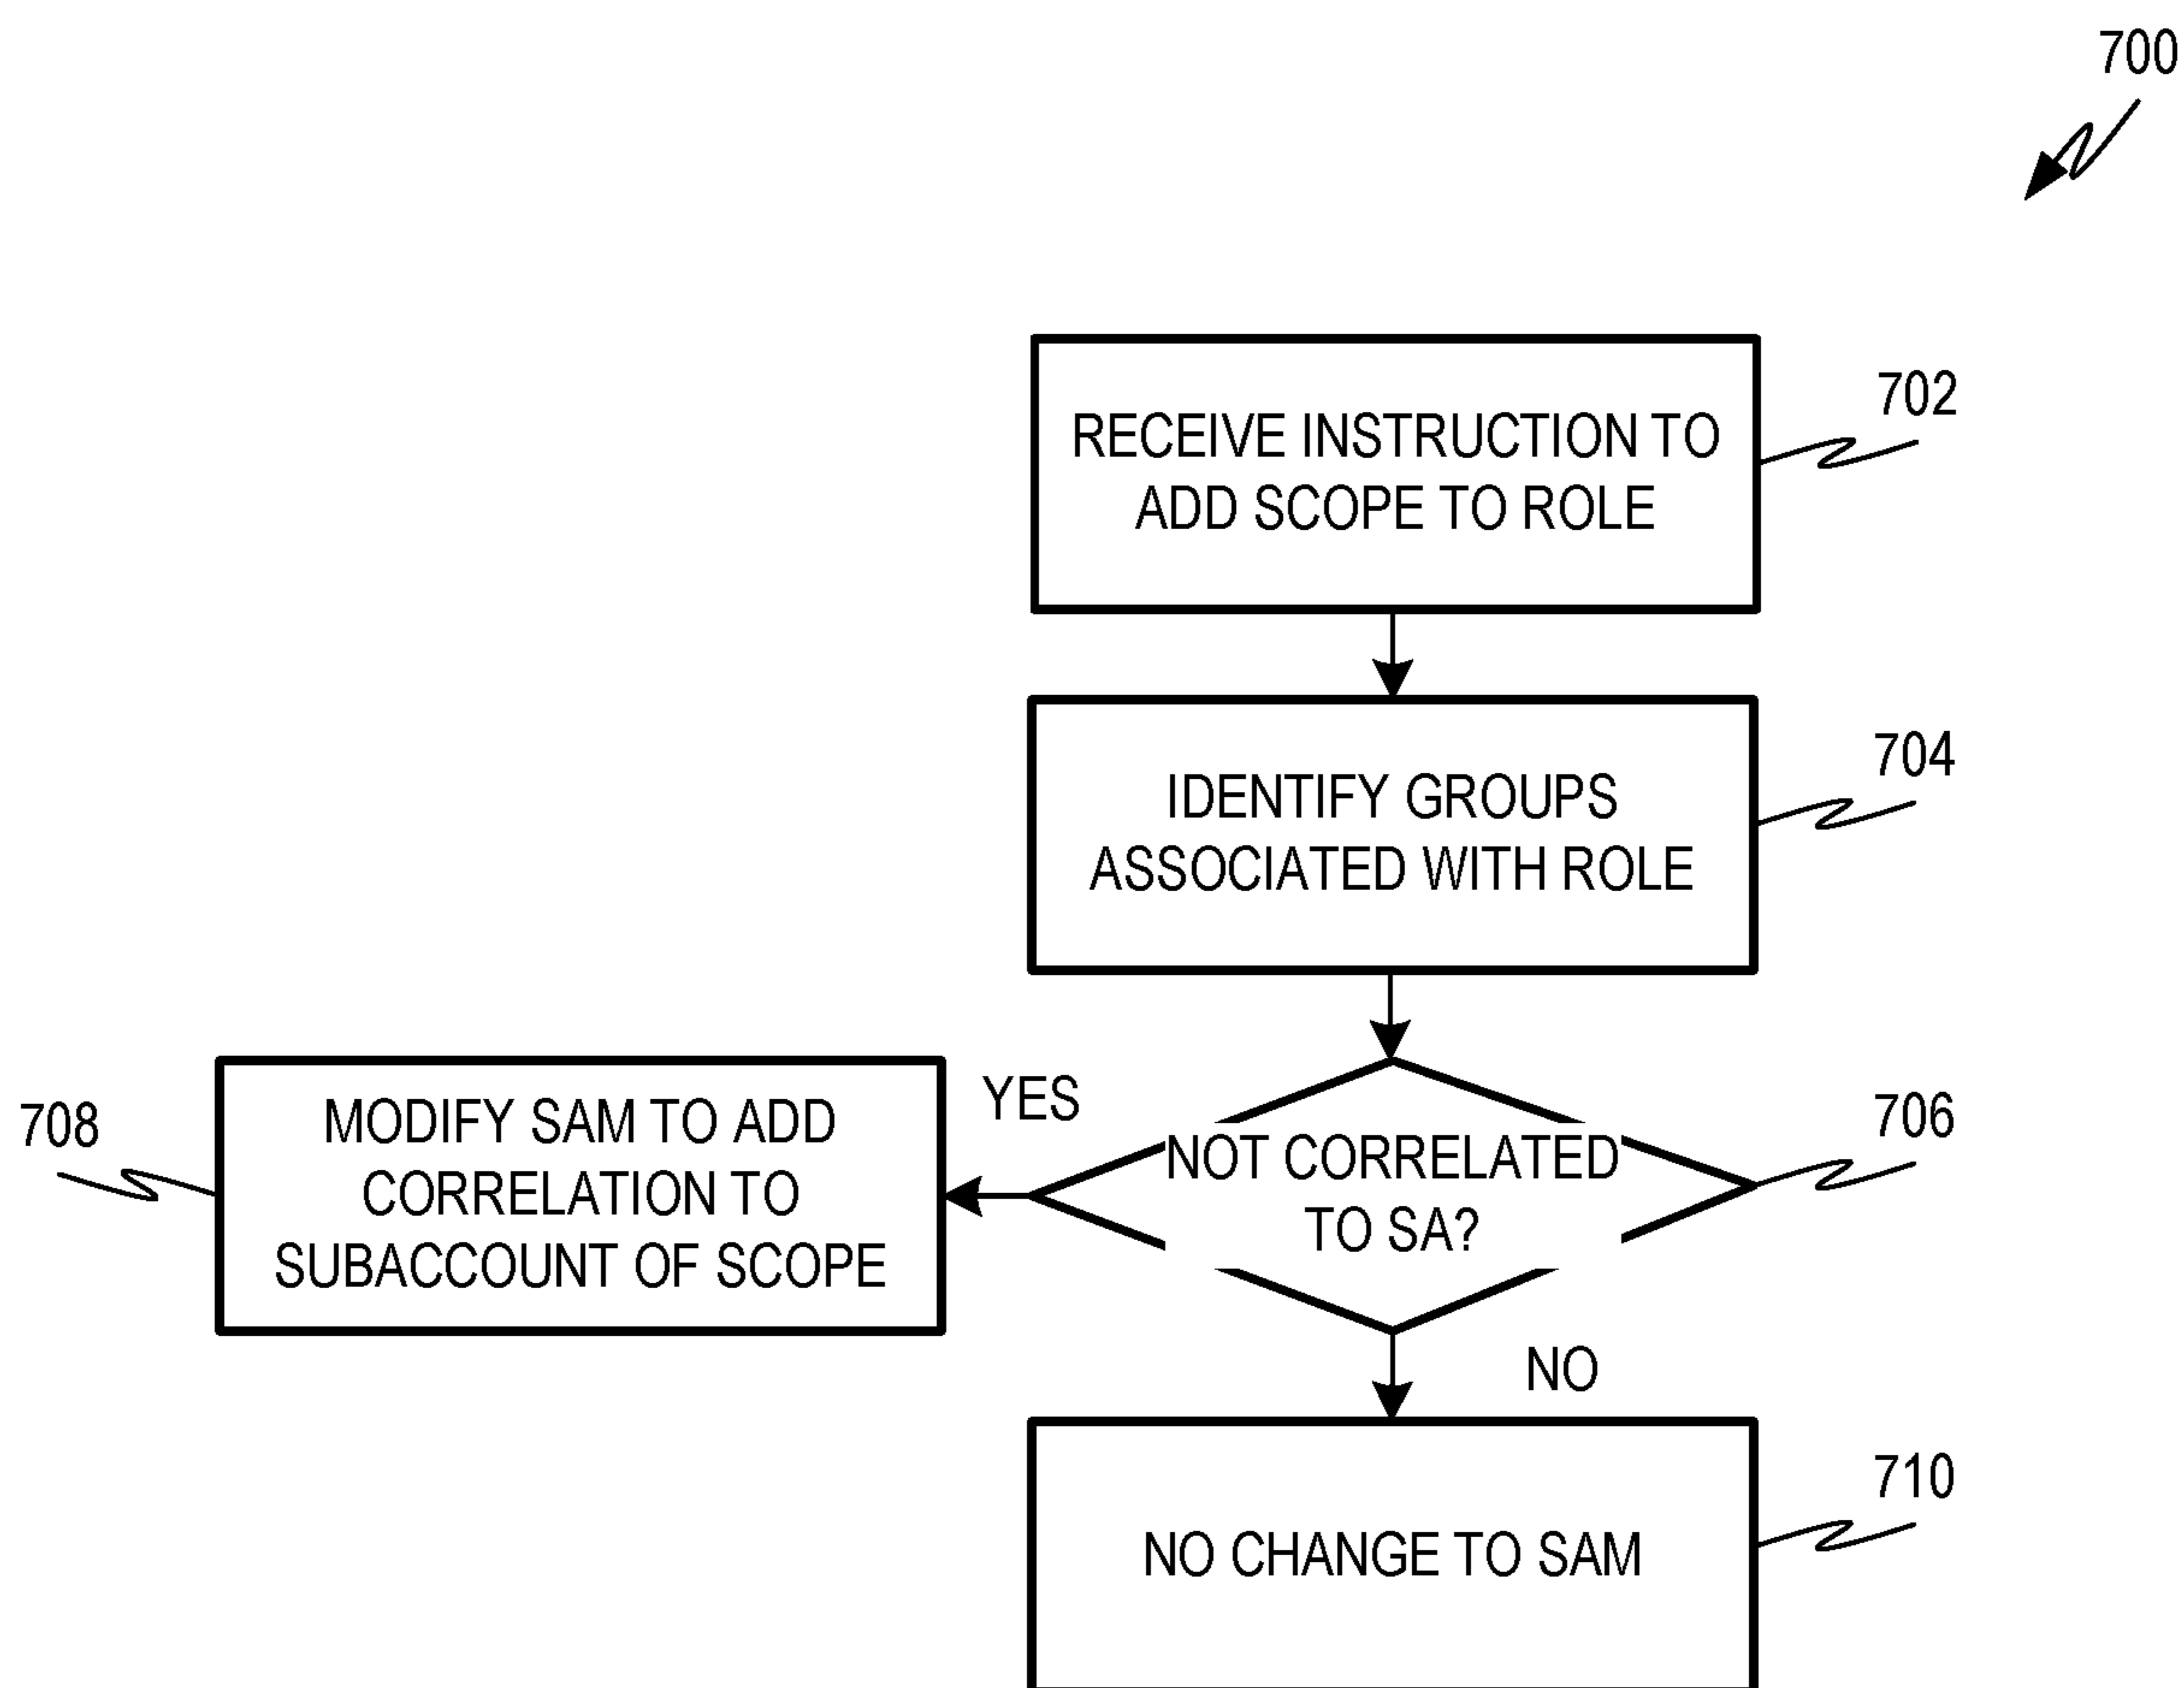 700
RECEIVE INSTRUCTION TO
ADD SCOPE TO ROLE
702
IDENTIFY GROUPS
ASSOCIATED WITH ROLE
704
NOT CORRELATED
TO SA?
706
YES
MODIFY SAM TO ADD
CORRELATION TO
SUBACCOUNT OF SCOPE
708
NO
NO CHANGE TO SAM
710